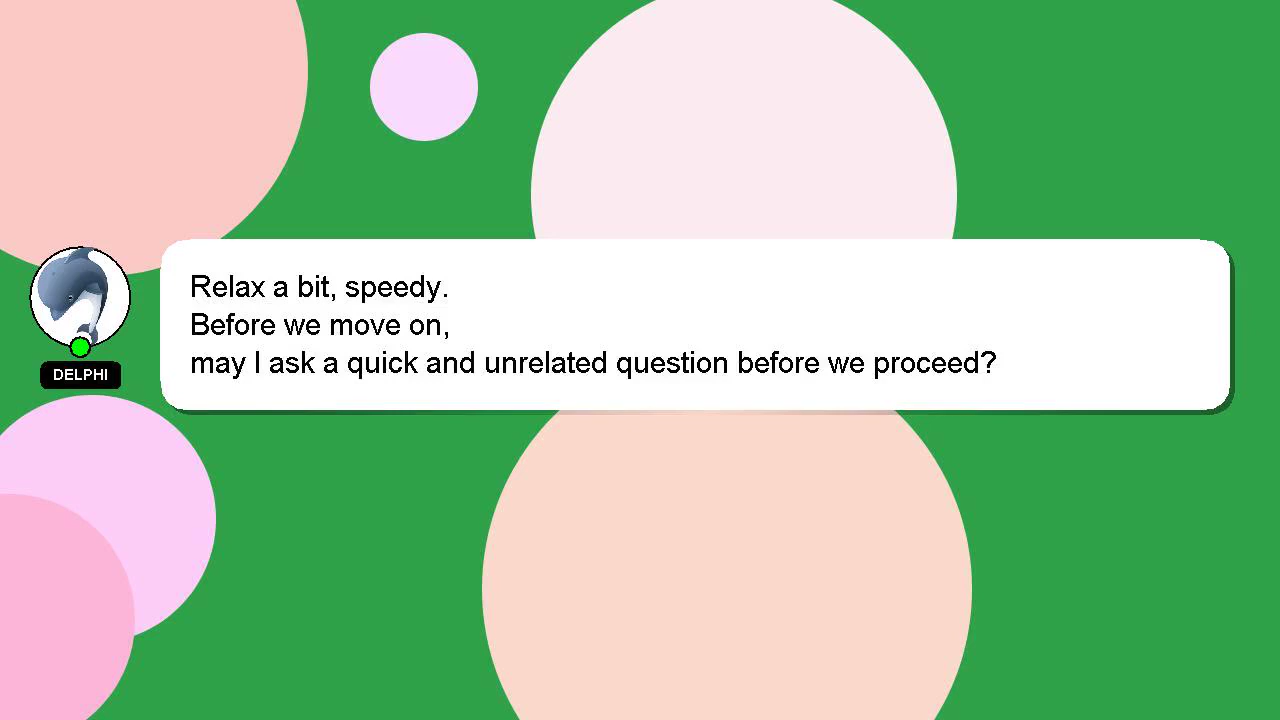 Relax a bit, speedy.
Before we move on,
may I ask a quick and unrelated question before we proceed?
DELPHI